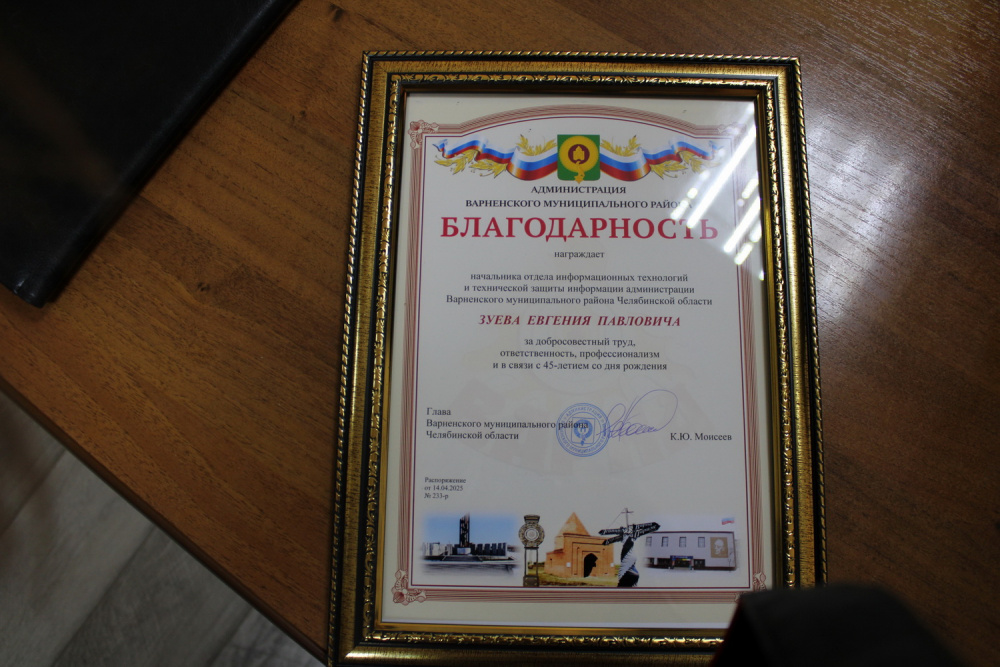 АДМИНИСТРАЦИЯ
ВАРНЕНСКОГО МУНИЦИПАЛЬНОГО РАЙОНА
БЛАГОДАРНОСТЬ
награждает
начальника отдела информационных технологий
и технической защиты информации администрации
Варненского муниципального района Челябинской области
ЗУЕВА ЕВГЕНИЯ ПАВЛОВИЧА
за добросовестный труд,
ответственность, профессионализм
и в связи с 45-летием со дня рождения
Глава
Варненского муниципального района
Челябинской области
К.Ю. Моисеев
Распоряжение
от 14.04.2025
№ 233-р